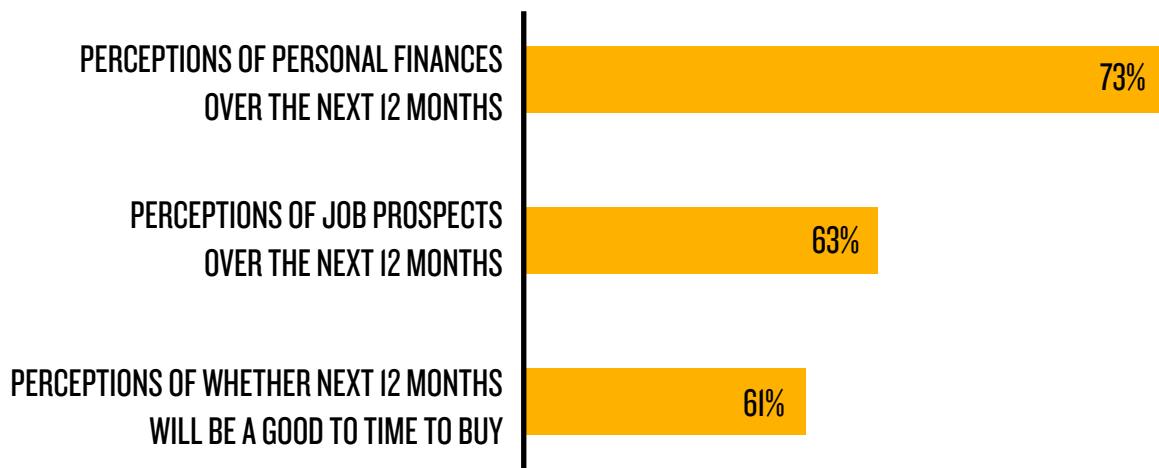 PERCEPTIONS OF PERSONAL FINANCES
OVER THE NEXT 12 MONTHS
73%
PERCEPTIONS OF JOB PROSPECTS
OVER THE NEXT 12 MONTHS
63%
PERCEPTIONS OF WHETHER NEXT 12 MONTHS
WILL BE A GOOD TO TIME TO BUY
61%